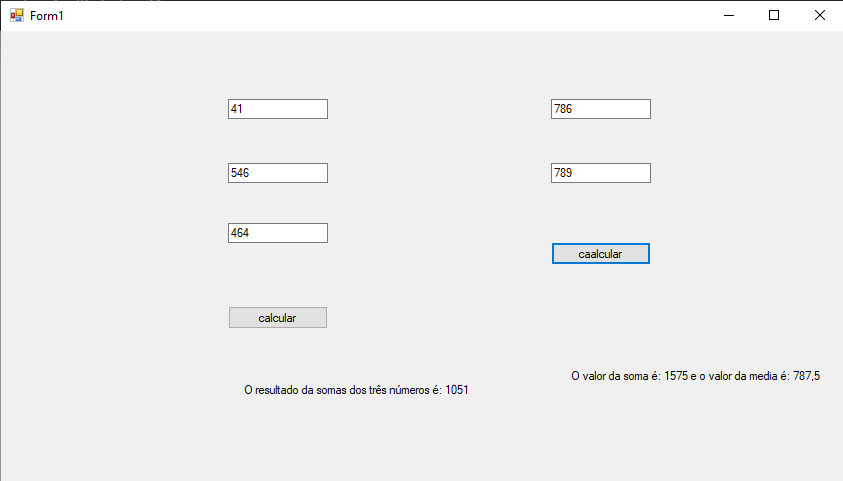 Form1
41
786
546
789
464
caalcular
calcular
O valor da soma é: 1575 e o valor da media é: 787,5
O resultado da somas dos três números é: 1051